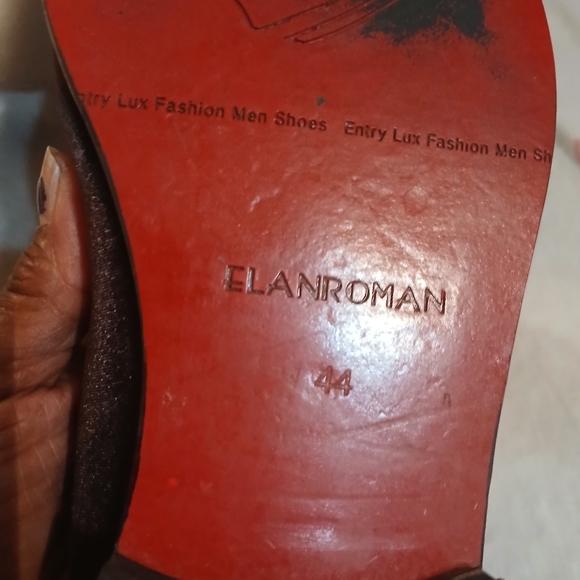 Entry Lux Fashion Men Shoes Entry Lux Fashion Men Sh
ELANROMAN
44